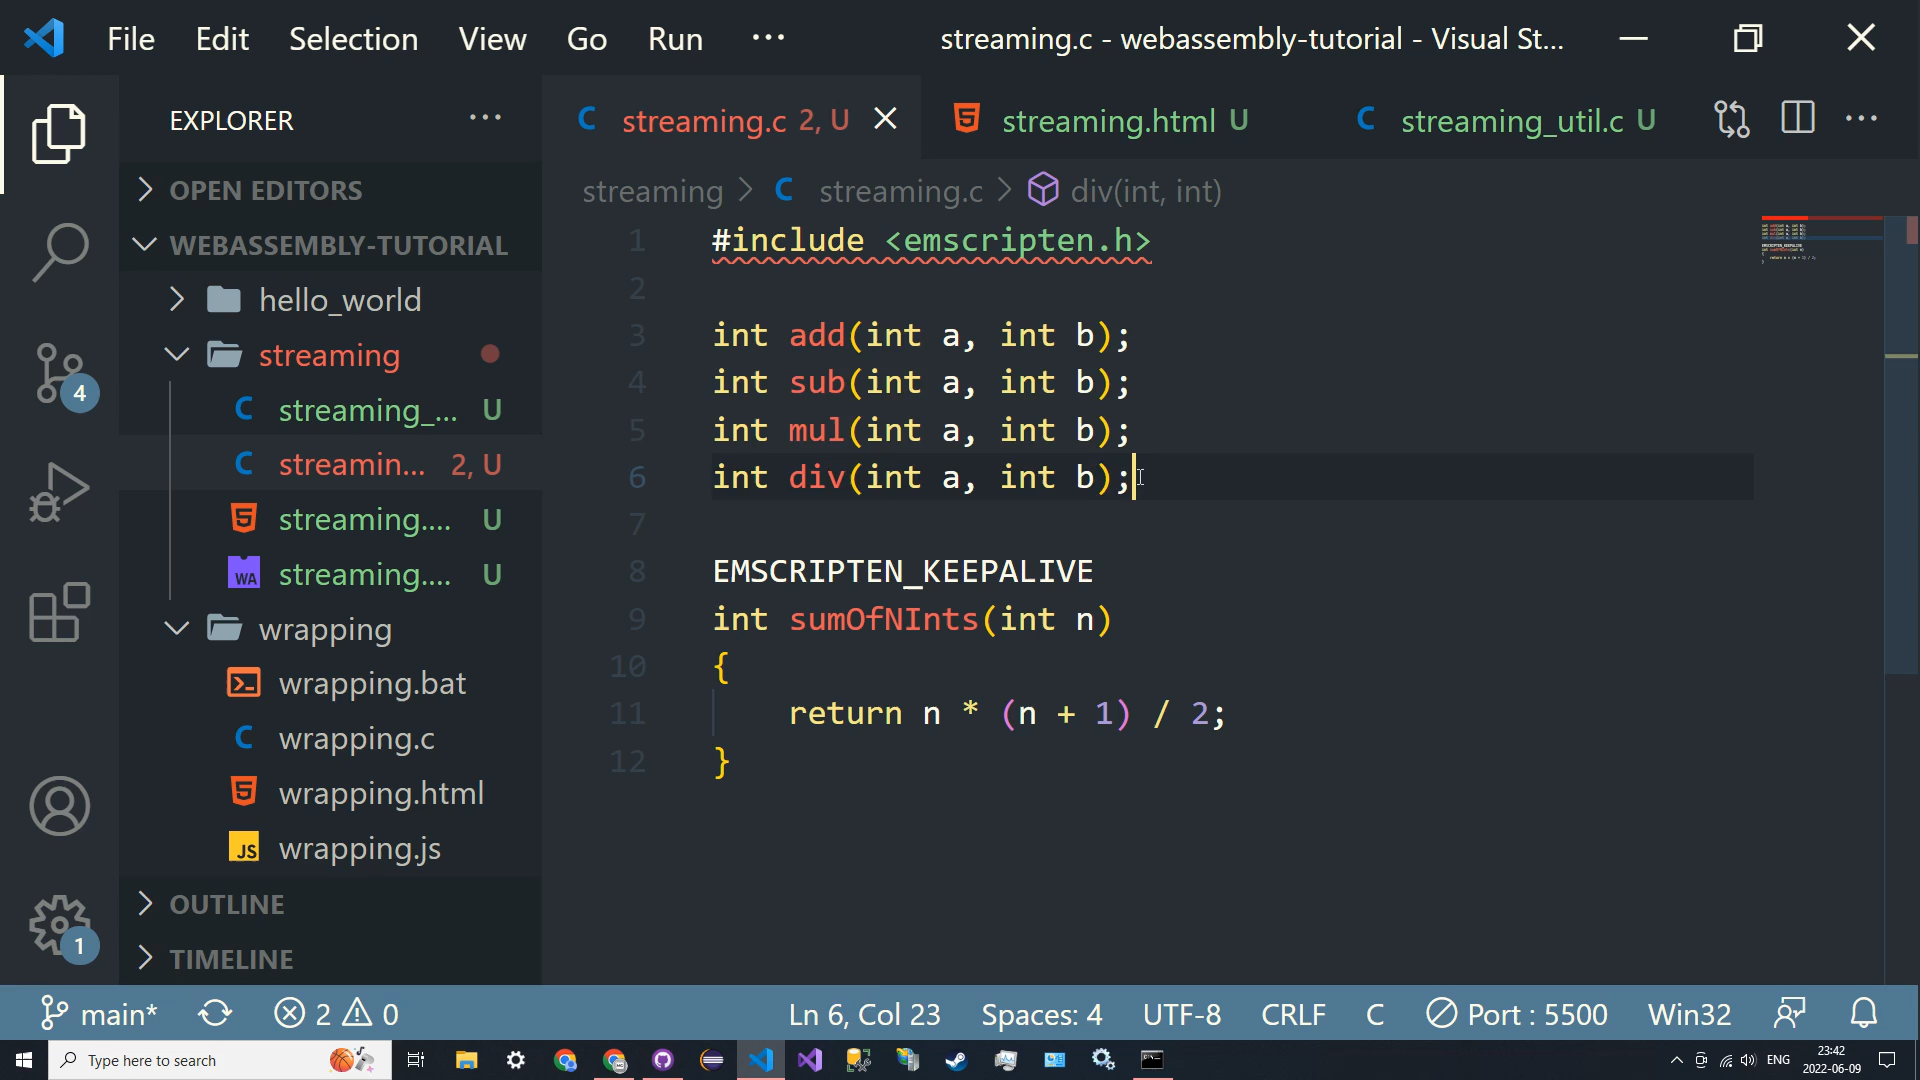 File Edit Selection View Go Run ··· streaming.c - webassembly-tutorial - Visual St...
EXPLORER ···
OPEN EDITORS
WEBASSEMBLY-TUTORIAL
hello_world
streaming
streaming_... U
streamin... 2, U
streaming.... U
WA streaming.... U
wrapping
wrapping.bat
wrapping.c
wrapping.html
JS wrapping.js
OUTLINE
TIMELINE
4
1
C streaming.c 2, U
streaming.html U
C streaming_util.c U
streaming > C streaming.c > div(int, int)
1 #include <emscripten.h>
2
3 int add(int a, int b);
4 int sub(int a, int b);
5 int mul(int a, int b);
6 int div(int a, int b);
7
8 EMSCRIPTEN_KEEPALIVE
9 int sumOfNInts(int n)
10 {
11 return n * (n + 1) / 2;
12 }
main* 2 0 Ln 6, Col 23 Spaces: 4 UTF-8 CRLF C Port : 5500 Win32
Type here to search ENG 23:42
2022-06-09